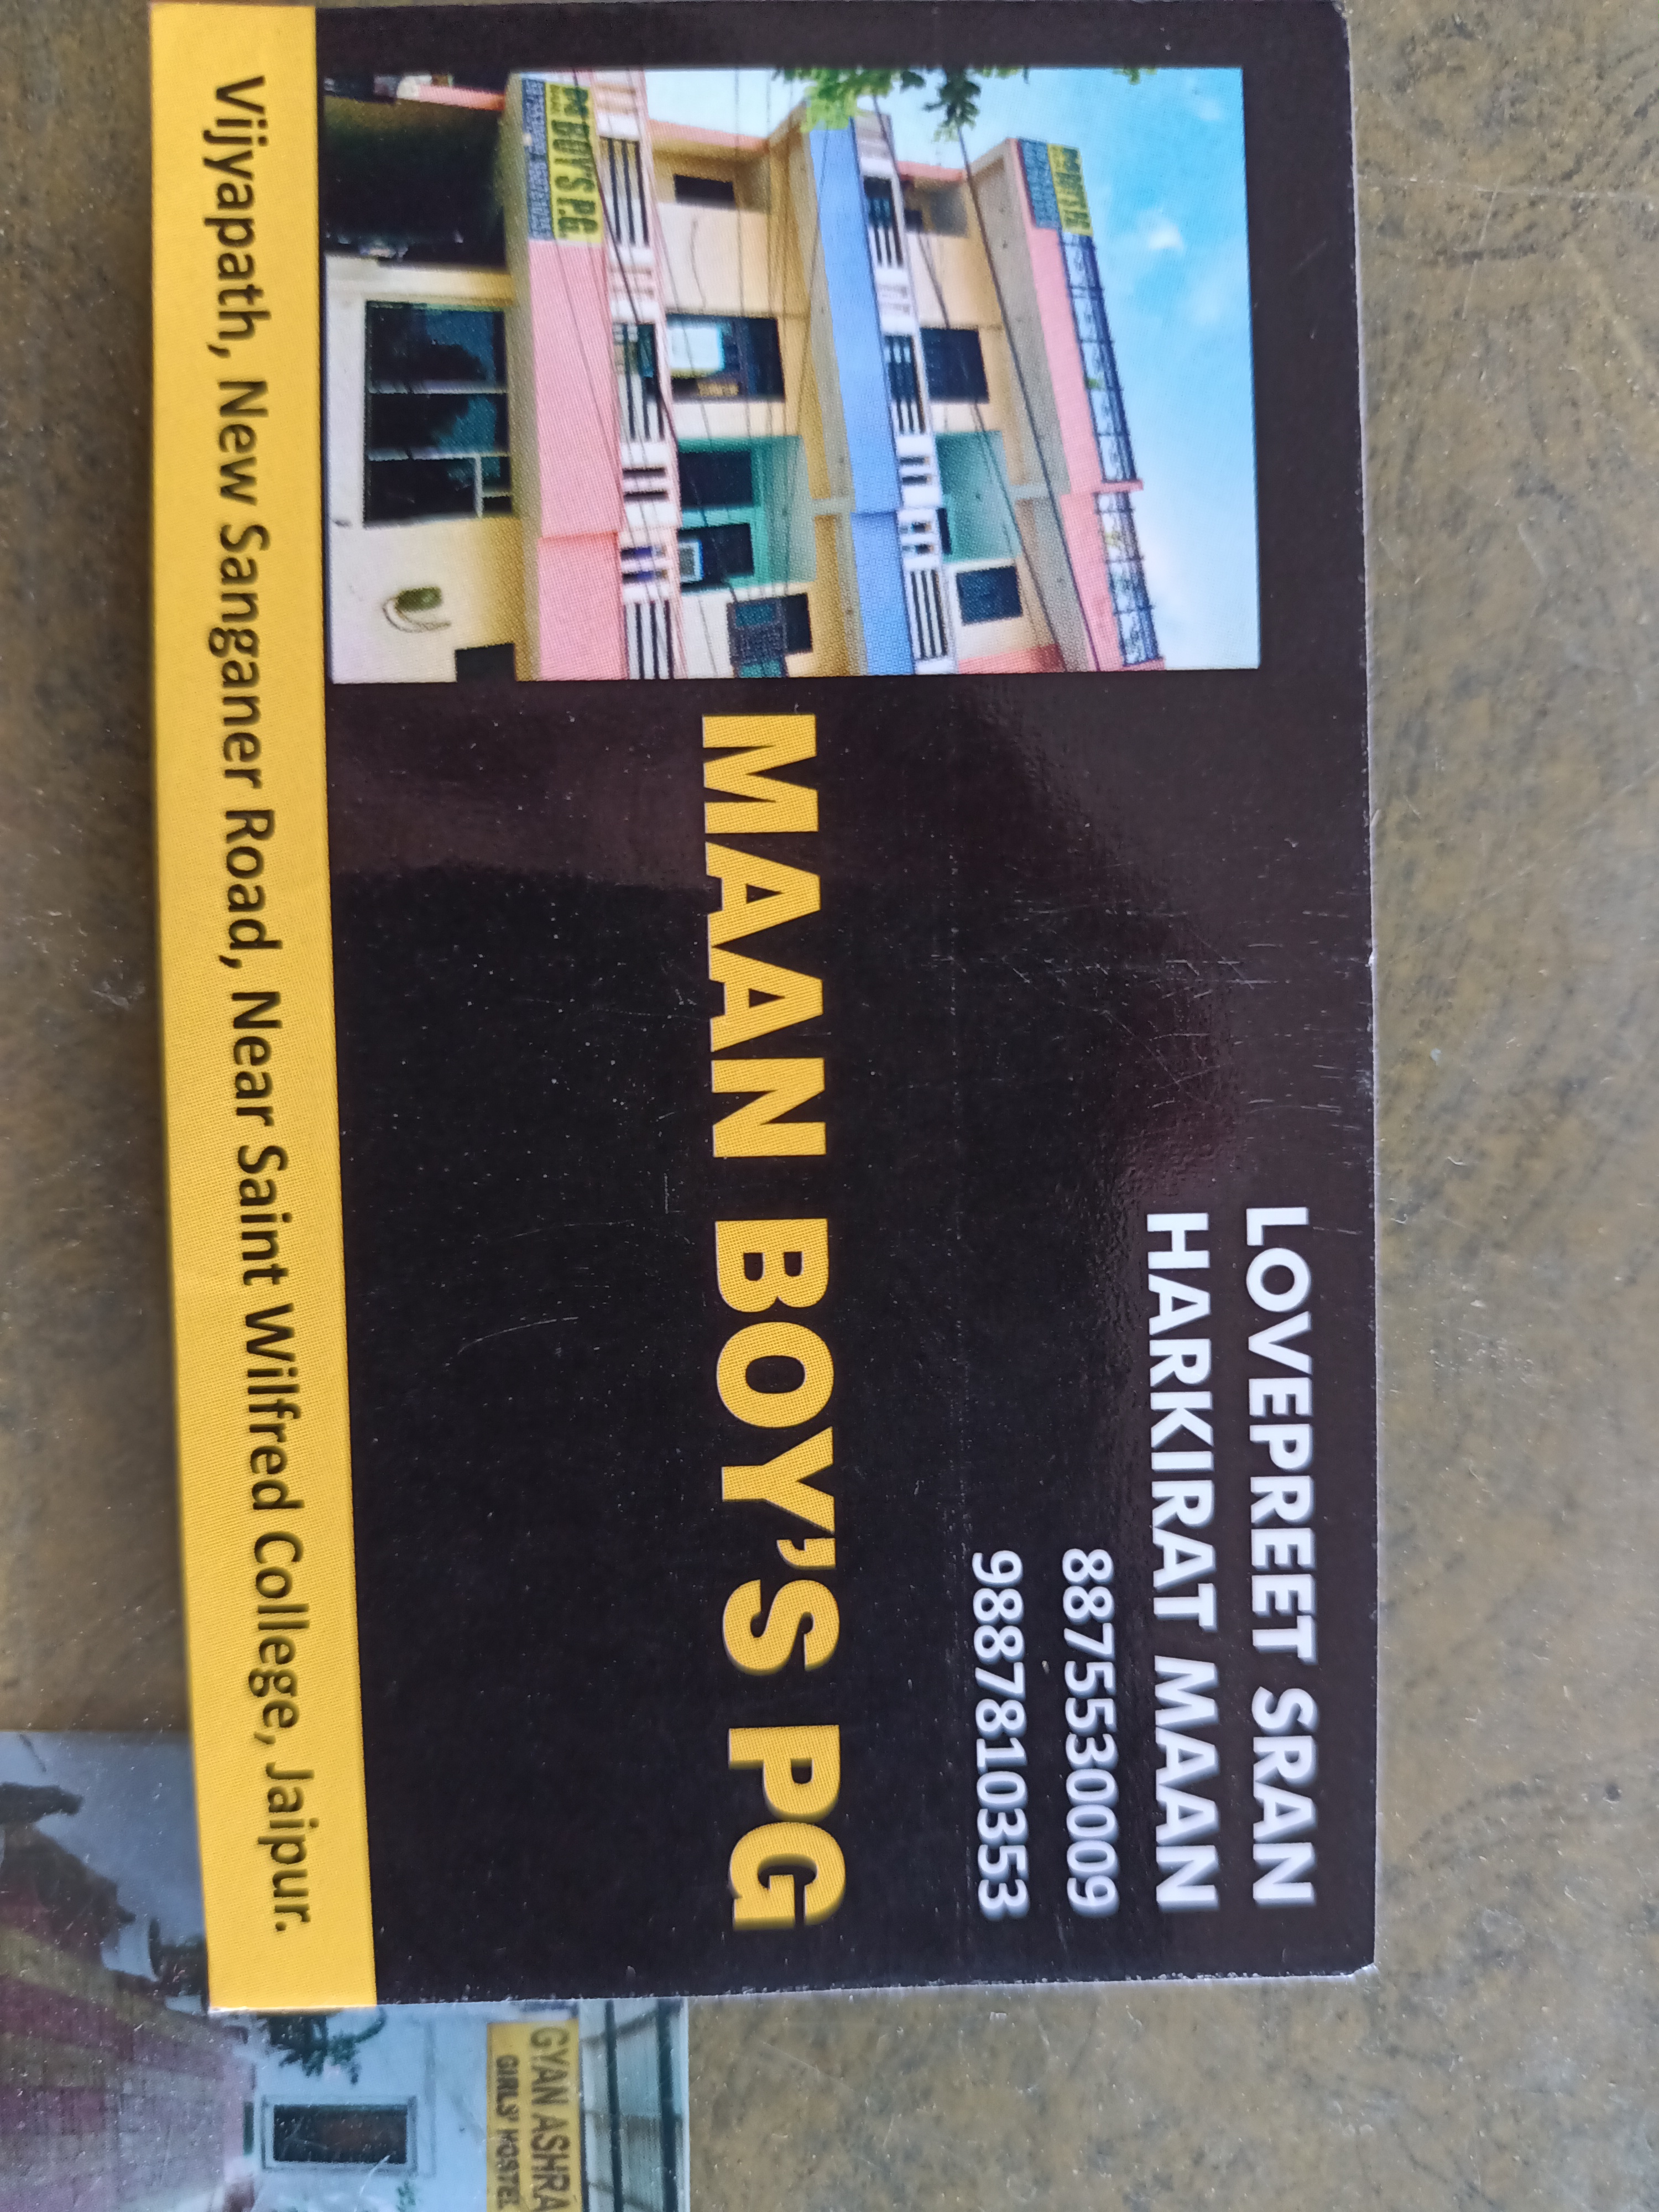 LOVEPREET SRAN
HARKIRAT MAAN
8875530009
9887810353
MAAN BOY'S PG
BOY'S P.G.
Vijyapath, New Sanganer Road, Near Saint Wilfred College, Jaipur.
GYAN ASHRA
GIRLS' HOSTEL